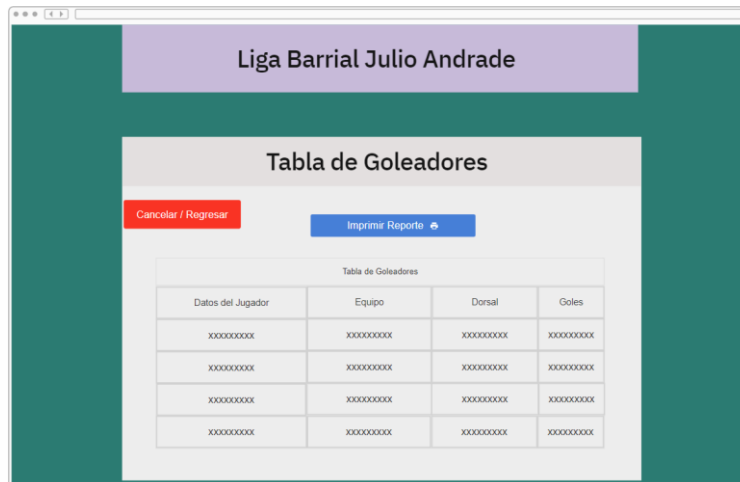 Liga Barrial Julio Andrade
Tabla de Goleadores
Cancelar / Regresar
Imprimir Reporte
Tabla de Goleadores
Datos del Jugador Equipo Dorsal Goles
xxxxxxxxx xxxxxxxxx xxxxxxxxx xxxxxxxxx
xxxxxxxxx xxxxxxxxx xxxxxxxxx xxxxxxxxx
xxxxxxxxx xxxxxxxxx xxxxxxxxx xxxxxxxxx
xxxxxxxxx xxxxxxxxx xxxxxxxxx xxxxxxxxx